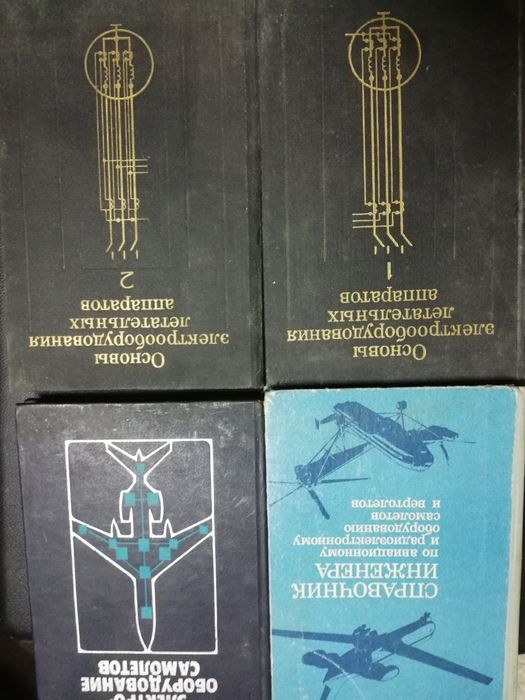 СПРАВОЧНИК
ИНЖЕНЕРА
по авиационному
и радиоэлектронному
оборудованию
самолетов
и вертолетов
ЭЛЕКТРО
ОБОРУДОВАНИЕ
САМОЛЕТОВ
Основы
электрооборудования
летательных
аппаратов
1
Основы
электрооборудования
летательных
аппаратов
2